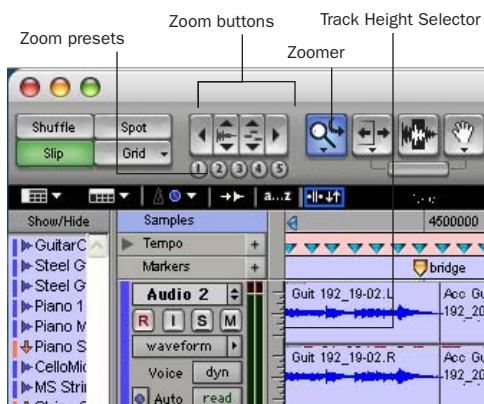 Zoom buttons
Track Height Selector
Zoom presets
Zoomer
Shuffle
Spot
Slip
Grid
1 2 3 4 5
a...z
Show/Hide
Samples
4500000
GuitarC
Tempo +
Steel G
Markers +
bridge
Steel G
Piano 1
Audio 2
Guit 192_19-02.L
Acc Gu
Piano M
R I S M
192_20
Piano S
waveform
CelloMic
Voice dyn
Guit 192_19-02.R
Acc Gu
MS Stri
Auto read
192_20